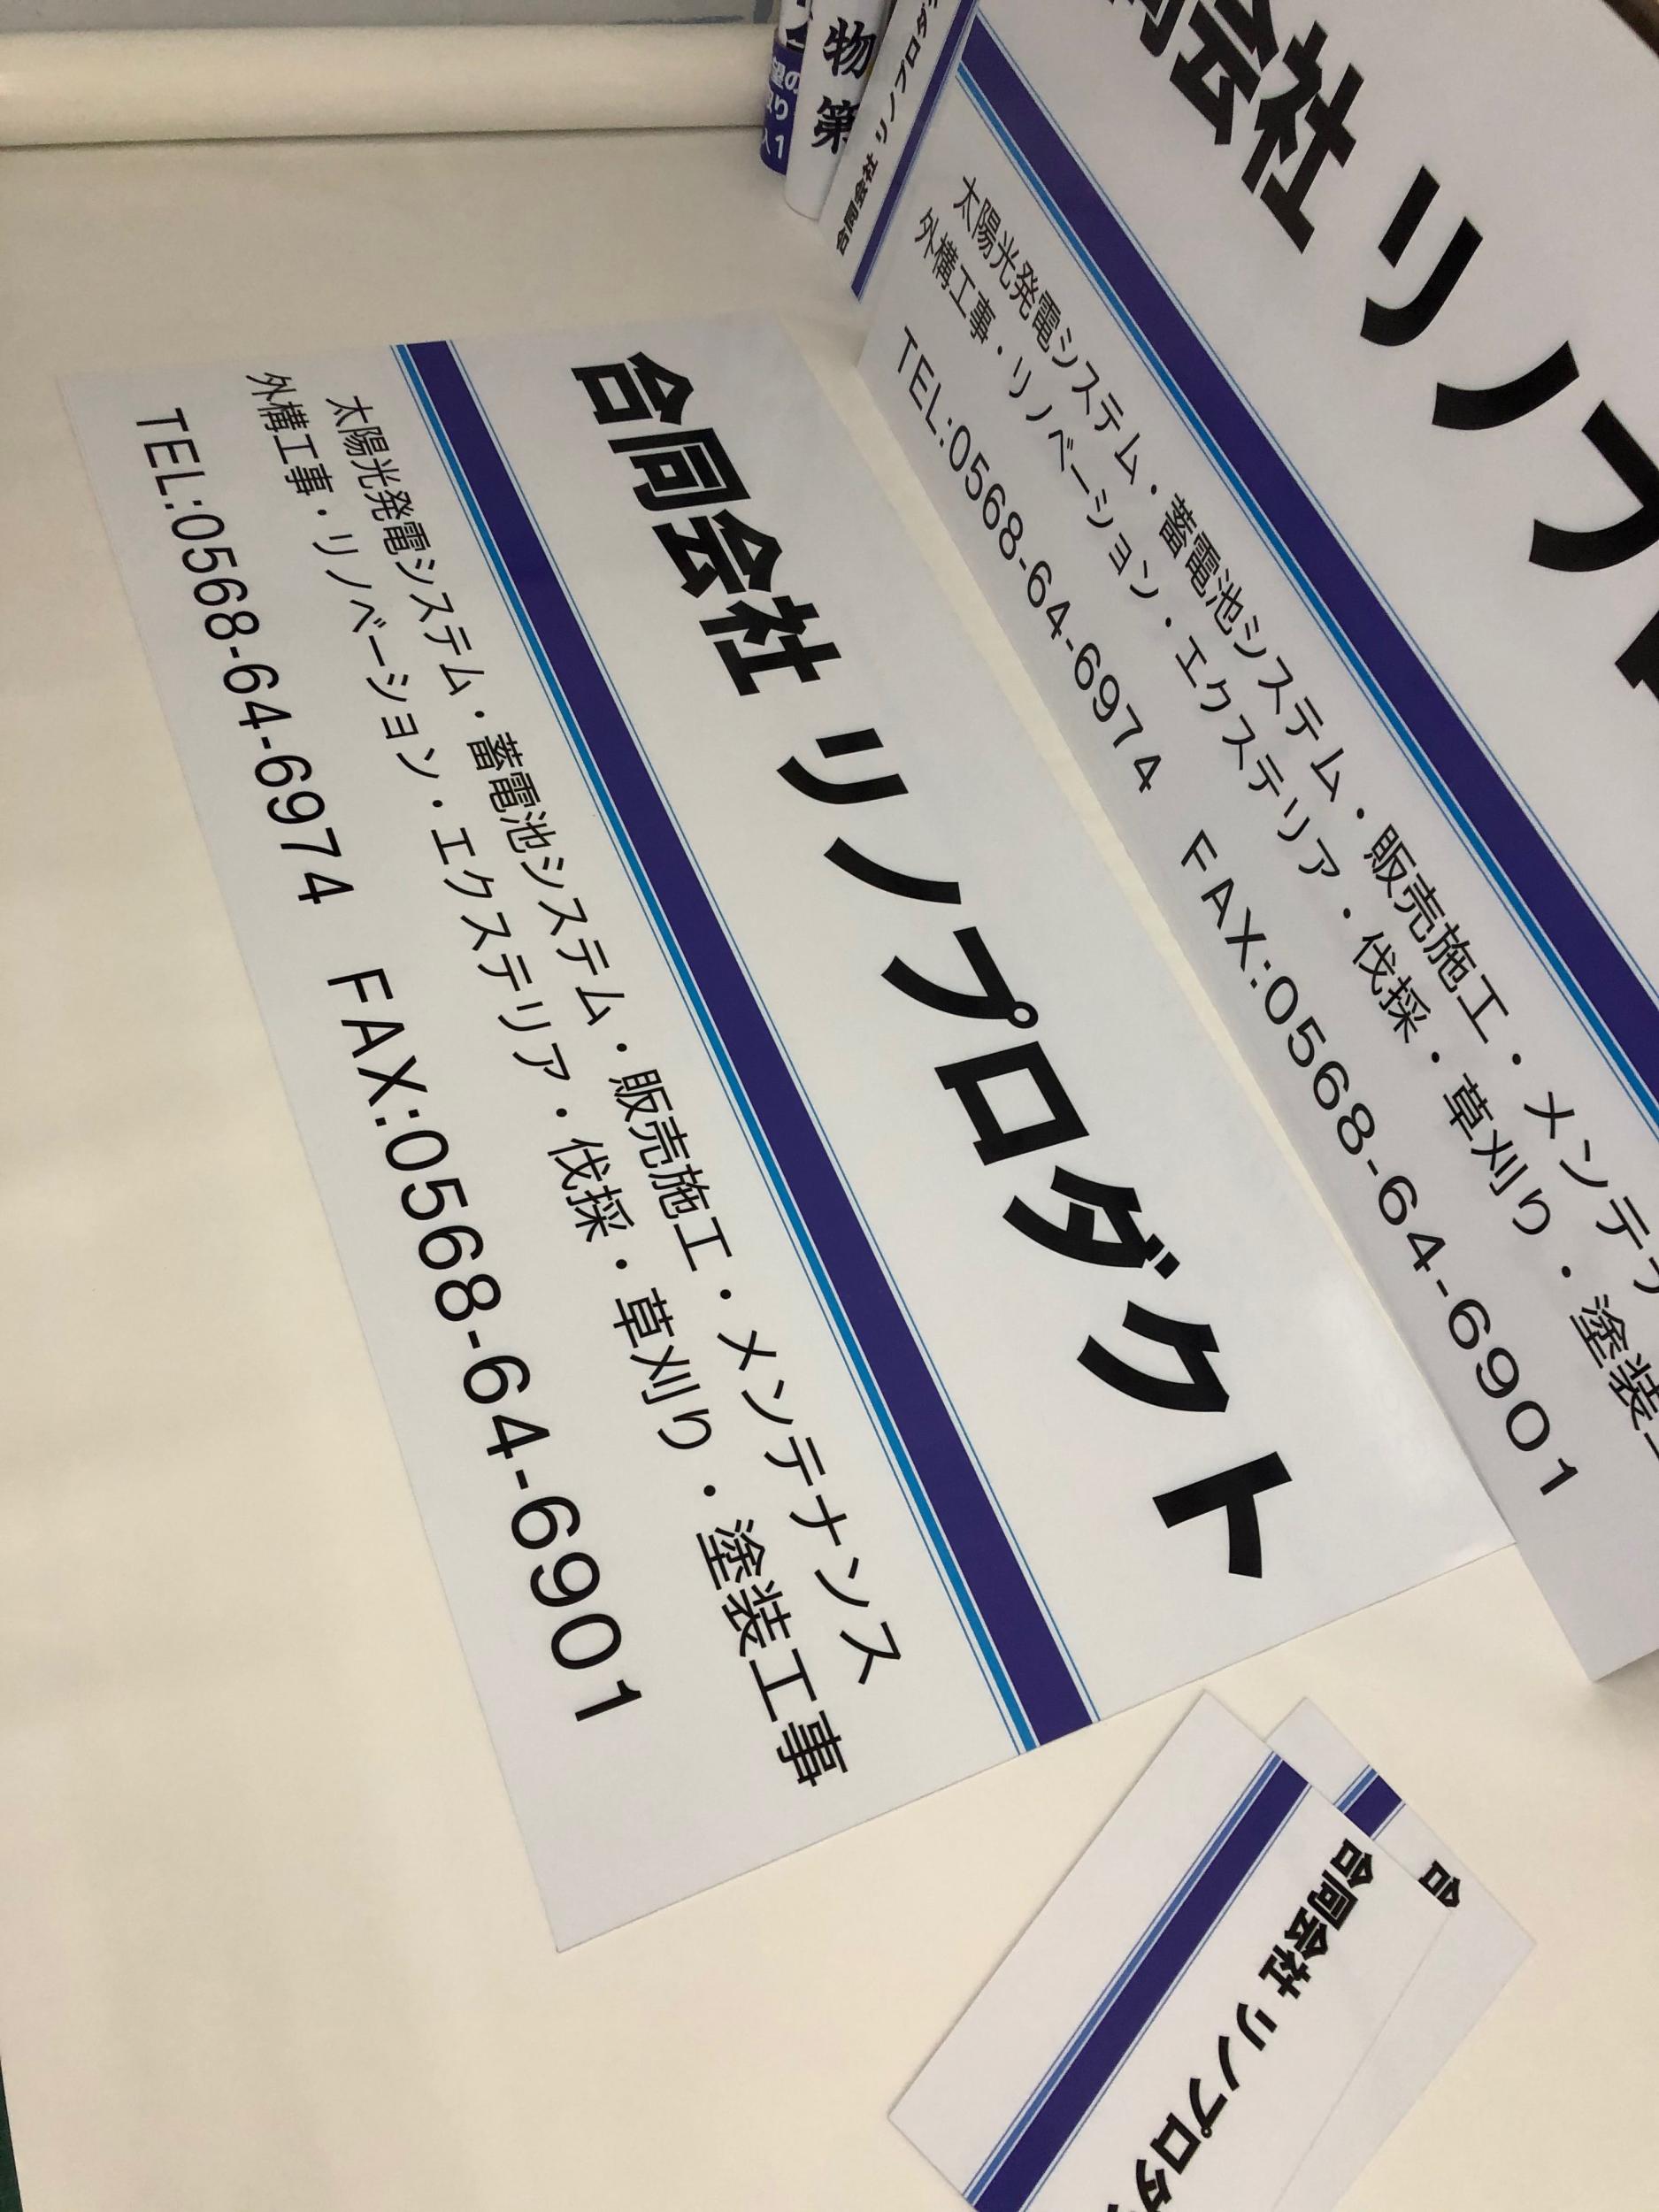 合同会社 リノプロダクト
太陽光発電システム・蓄電池システム・販売施工・メンテナンス
外構工事・リノベーション・エクステリア・伐採・草刈り・塗装工事
TEL:0568-64-6974 FAX:0568-64-6901
会社 リノプ
太陽光発電システム・蓄電池システム・販売施工・メンテ
外構工事・リノベーション・エクステリア・伐採・草刈り・塗装
TEL:0568-64-6974 FAX:0568-64-6901
合同会社 リノプロダ
物
第
合同会社 リノプロダ
合